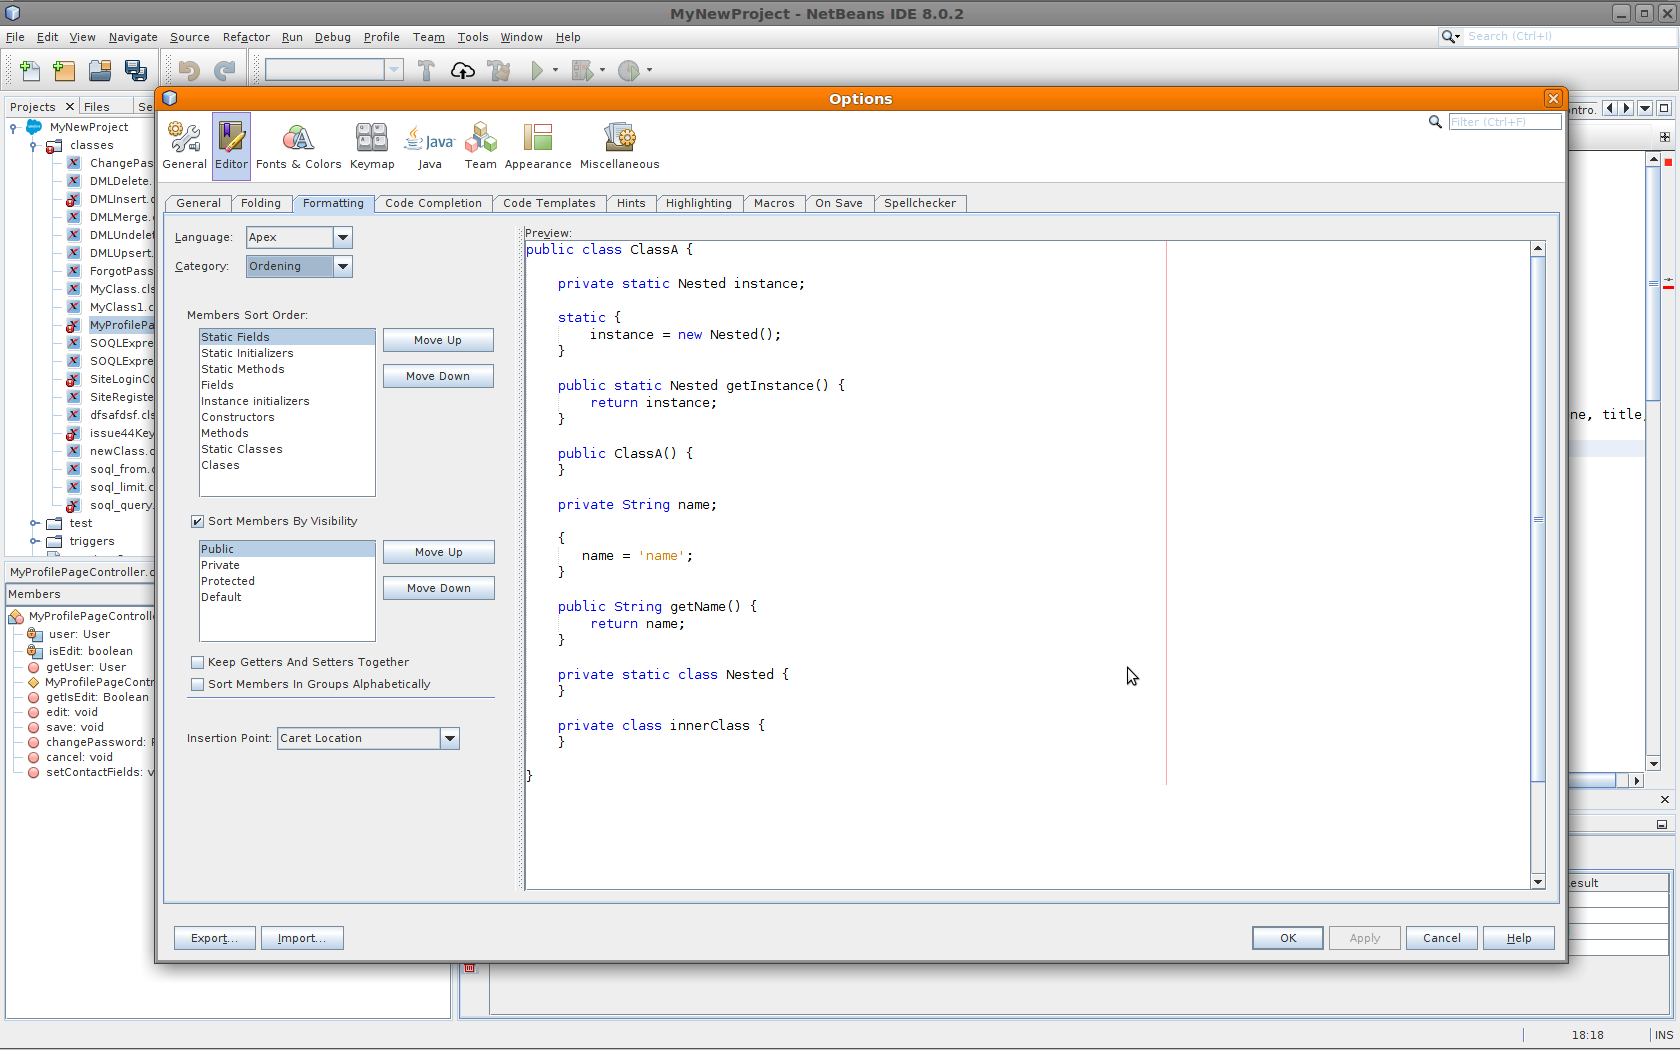 MyNewProject - NetBeans IDE 8.0.2
File Edit View Navigate Source Refactor Run Debug Profile Team Tools Window Help
Search (Ctrl+I)
Projects Files Se
MyNewProject
classes
ChangePas
DMLDelete.
DMLInsert.c
DMLMerge.
DMLUndelet
DMLUpsert.
ForgotPass
MyClass.cls
MyClass1.c
MyProfilePa
SOQLExpre
SOQLExpre
SiteLoginCo
SiteRegiste
dfsafdsf.cls
issue44Key
newClass.c
soql_from.c
soql_limit.c
soql_query.
test
triggers
MyProfilePageController.c
Members
MyProfilePageControlle
user: User
isEdit: boolean
getUser: User
MyProfilePageContr
getIsEdit: Boolean
edit: void
save: void
changePassword: P
cancel: void
setContactFields: v
Options
Filter (Ctrl+F)
General Editor Fonts & Colors Keymap Java Team Appearance Miscellaneous
General Folding Formatting Code Completion Code Templates Hints Highlighting Macros On Save Spellchecker
Language: Apex
Category: Ordening
Members Sort Order:
Static Fields
Static Initializers
Static Methods
Fields
Instance initializers
Constructors
Methods
Static Classes
Clases
Move Up
Move Down
Sort Members By Visibility
Public
Private
Protected
Default
Move Up
Move Down
Keep Getters And Setters Together
Sort Members In Groups Alphabetically
Insertion Point: Caret Location
Preview:
public class ClassA {
private static Nested instance;
static {
instance = new Nested();
}
public static Nested getInstance() {
return instance;
}
public ClassA() {
}
private String name;
{
name = 'name';
}
public String getName() {
return name;
}
private static class Nested {
}
private class innerClass {
}
}
Export... Import... OK Apply Cancel Help
ontro.
ne, title,
esult
18:18 INS